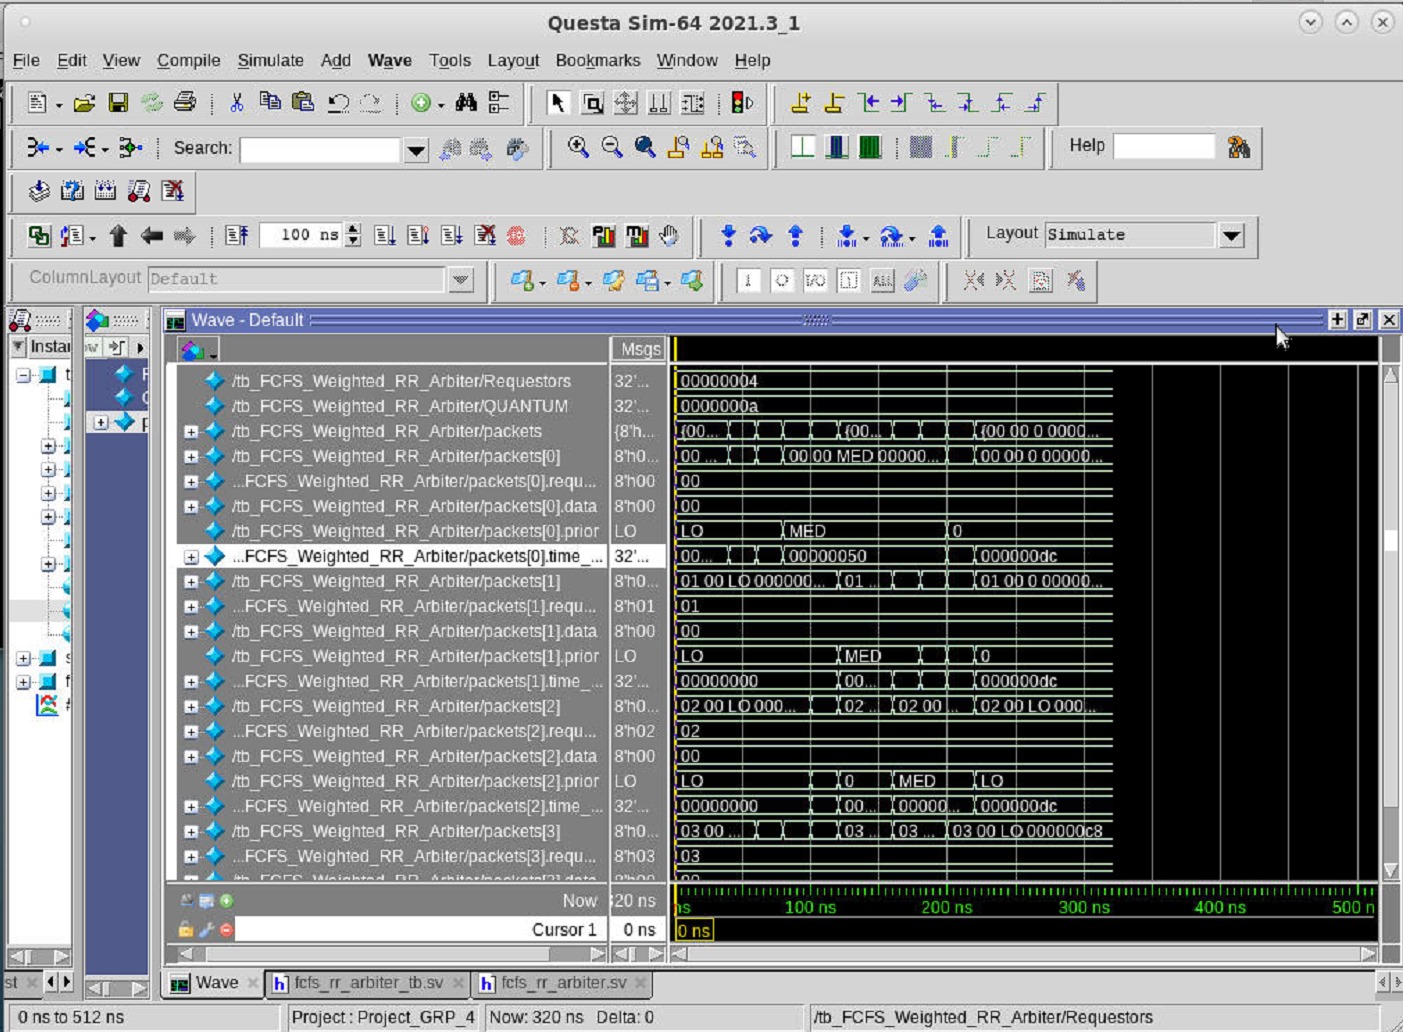 Questa Sim-64 2021.3_1
File Edit View Compile Simulate Add Wave Tools Layout Bookmarks Window Help
Search: Help
100 ns Layout Simulate
ColumnLayout Default
Wave - Default
Instar
Msgs
/tb_FCFS_Weighted_RR_Arbiter/Requestors 32'... 00000004
/tb_FCFS_Weighted_RR_Arbiter/QUANTUM 32'... 0000000a
/tb_FCFS_Weighted_RR_Arbiter/packets {8'h... {00... {00... {00 00 0 0000...
/tb_FCFS_Weighted_RR_Arbiter/packets[0] 8'h0... 00 ... 00 00 MED 00000... 00 00 0 00000...
...FCFS_Weighted_RR_Arbiter/packets[0].requ... 8'h00 00
/tb_FCFS_Weighted_RR_Arbiter/packets[0].data 8'h00 00
/tb_FCFS_Weighted_RR_Arbiter/packets[0].prior LO LO MED 0
...FCFS_Weighted_RR_Arbiter/packets[0].time_... 32'... 00... 00000050 000000dc
/tb_FCFS_Weighted_RR_Arbiter/packets[1] 8'h0... 01 00 LO 000000... 01 ... 01 00 0 00000...
...FCFS_Weighted_RR_Arbiter/packets[1].requ... 8'h01 01
/tb_FCFS_Weighted_RR_Arbiter/packets[1].data 8'h00 00
/tb_FCFS_Weighted_RR_Arbiter/packets[1].prior LO LO MED 0
...FCFS_Weighted_RR_Arbiter/packets[1].time_... 32'... 00000000 00... 000000dc
/tb_FCFS_Weighted_RR_Arbiter/packets[2] 8'h0... 02 00 LO 000... 02 ... 02 00 ... 02 00 LO 000...
...FCFS_Weighted_RR_Arbiter/packets[2].requ... 8'h02 02
/tb_FCFS_Weighted_RR_Arbiter/packets[2].data 8'h00 00
/tb_FCFS_Weighted_RR_Arbiter/packets[2].prior LO LO 0 MED LO
...FCFS_Weighted_RR_Arbiter/packets[2].time_... 32'... 00000000 00... 00000... 000000dc
/tb_FCFS_Weighted_RR_Arbiter/packets[3] 8'h0... 03 00 ... 03 ... 03 ... 03 00 LO 000000c8
...FCFS_Weighted_RR_Arbiter/packets[3].requ... 8'h03 03
Now 20 ns ns 100 ns 200 ns 300 ns 400 ns 500 n
Cursor 1 0 ns 0 ns
st Wave fcfs_rr_arbiter_tb.sv fcfs_rr_arbiter.sv
0 ns to 512 ns Project : Project_GRP_4 Now: 320 ns Delta: 0 /tb_FCFS_Weighted_RR_Arbiter/Requestors